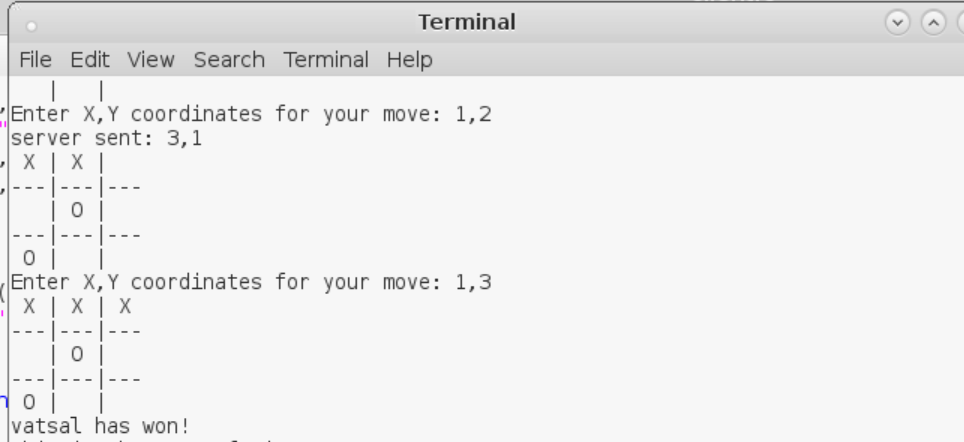 Terminal
File Edit View Search Terminal Help
|   |
Enter X,Y coordinates for your move: 1,2
server sent: 3,1
 X | X |
---|---|---
   | O |
---|---|---
 O |   |
Enter X,Y coordinates for your move: 1,3
 X | X | X
---|---|---
   | O |
---|---|---
 O |   |
vatsal has won!